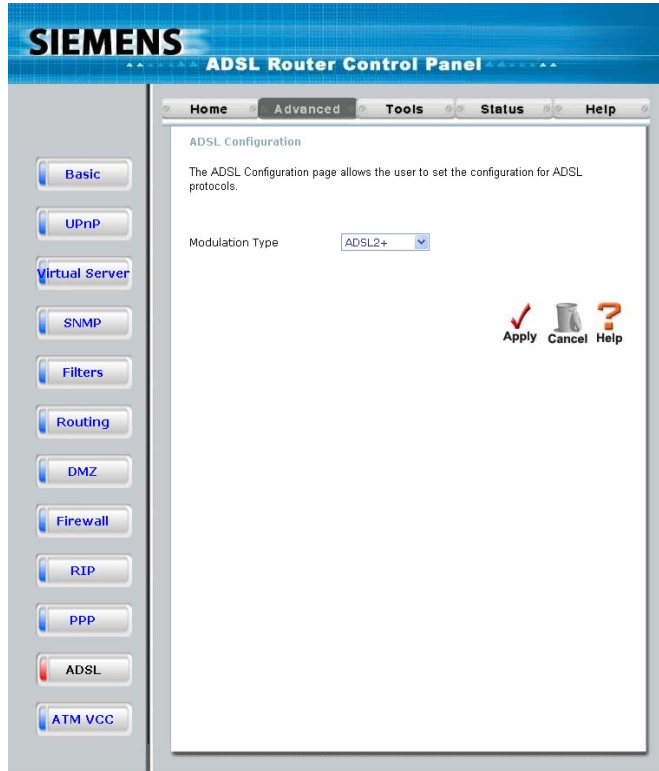 SIEMENS
ADSL Router Control Panel
Home Advanced Tools Status Help
ADSL Configuration
The ADSL Configuration page allows the user to set the configuration for ADSL
protocols.
Modulation Type ADSL2+
Apply Cancel Help
Basic
UPnP
Virtual Server
SNMP
Filters
Routing
DMZ
Firewall
RIP
PPP
ADSL
ATM VCC